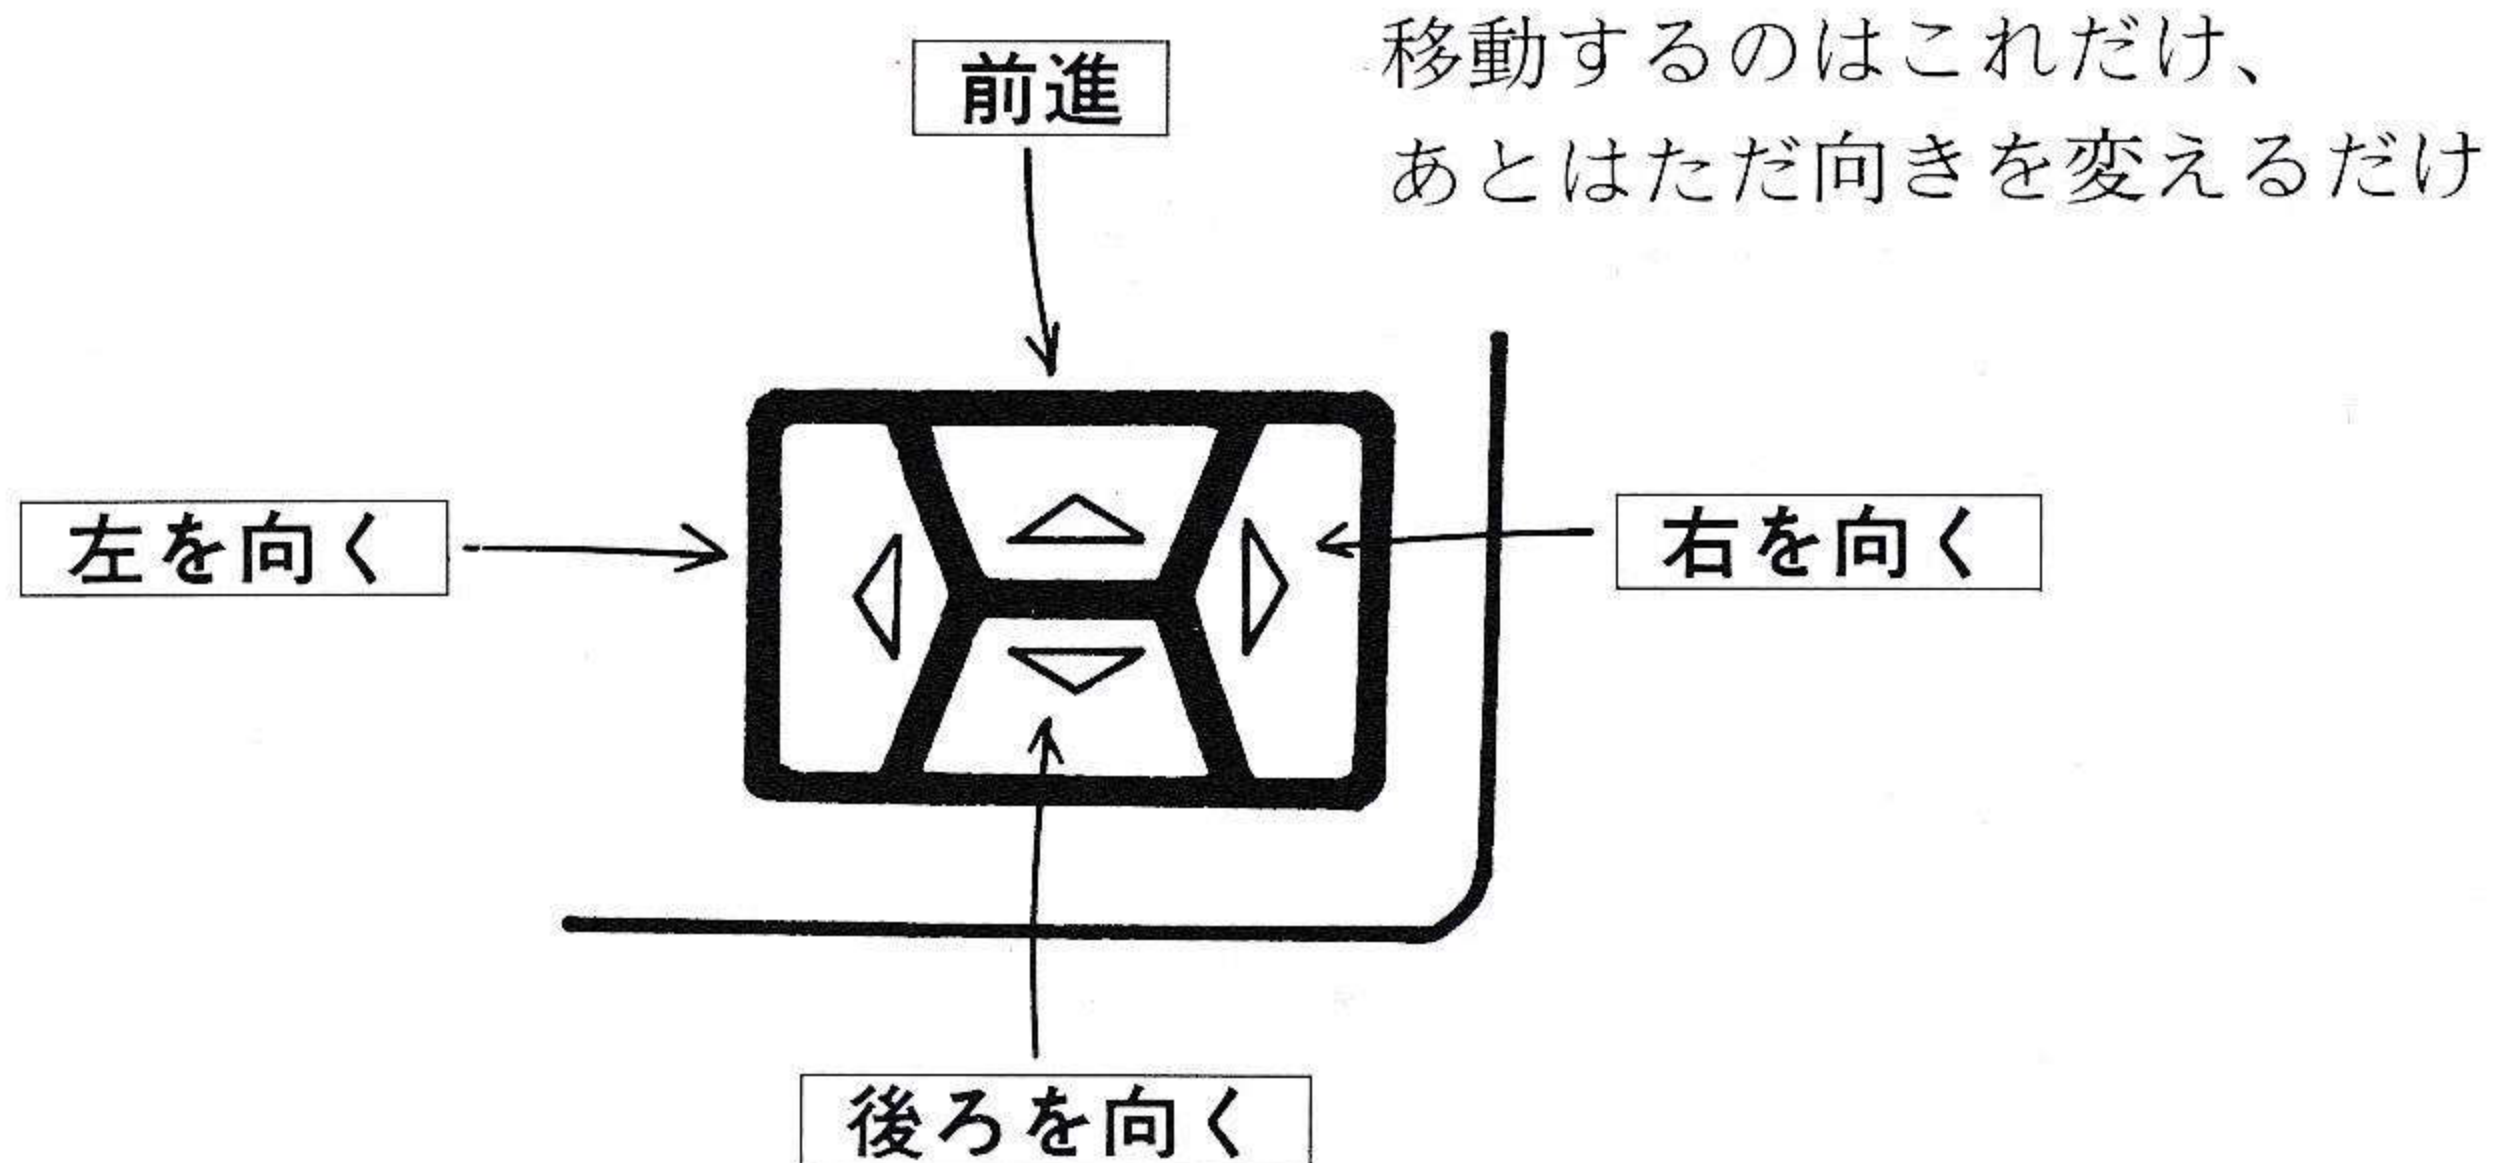 前進
移動するのはこれだけ、
あとはただ向きを変えるだけ
左を向く
右を向く
後ろを向く